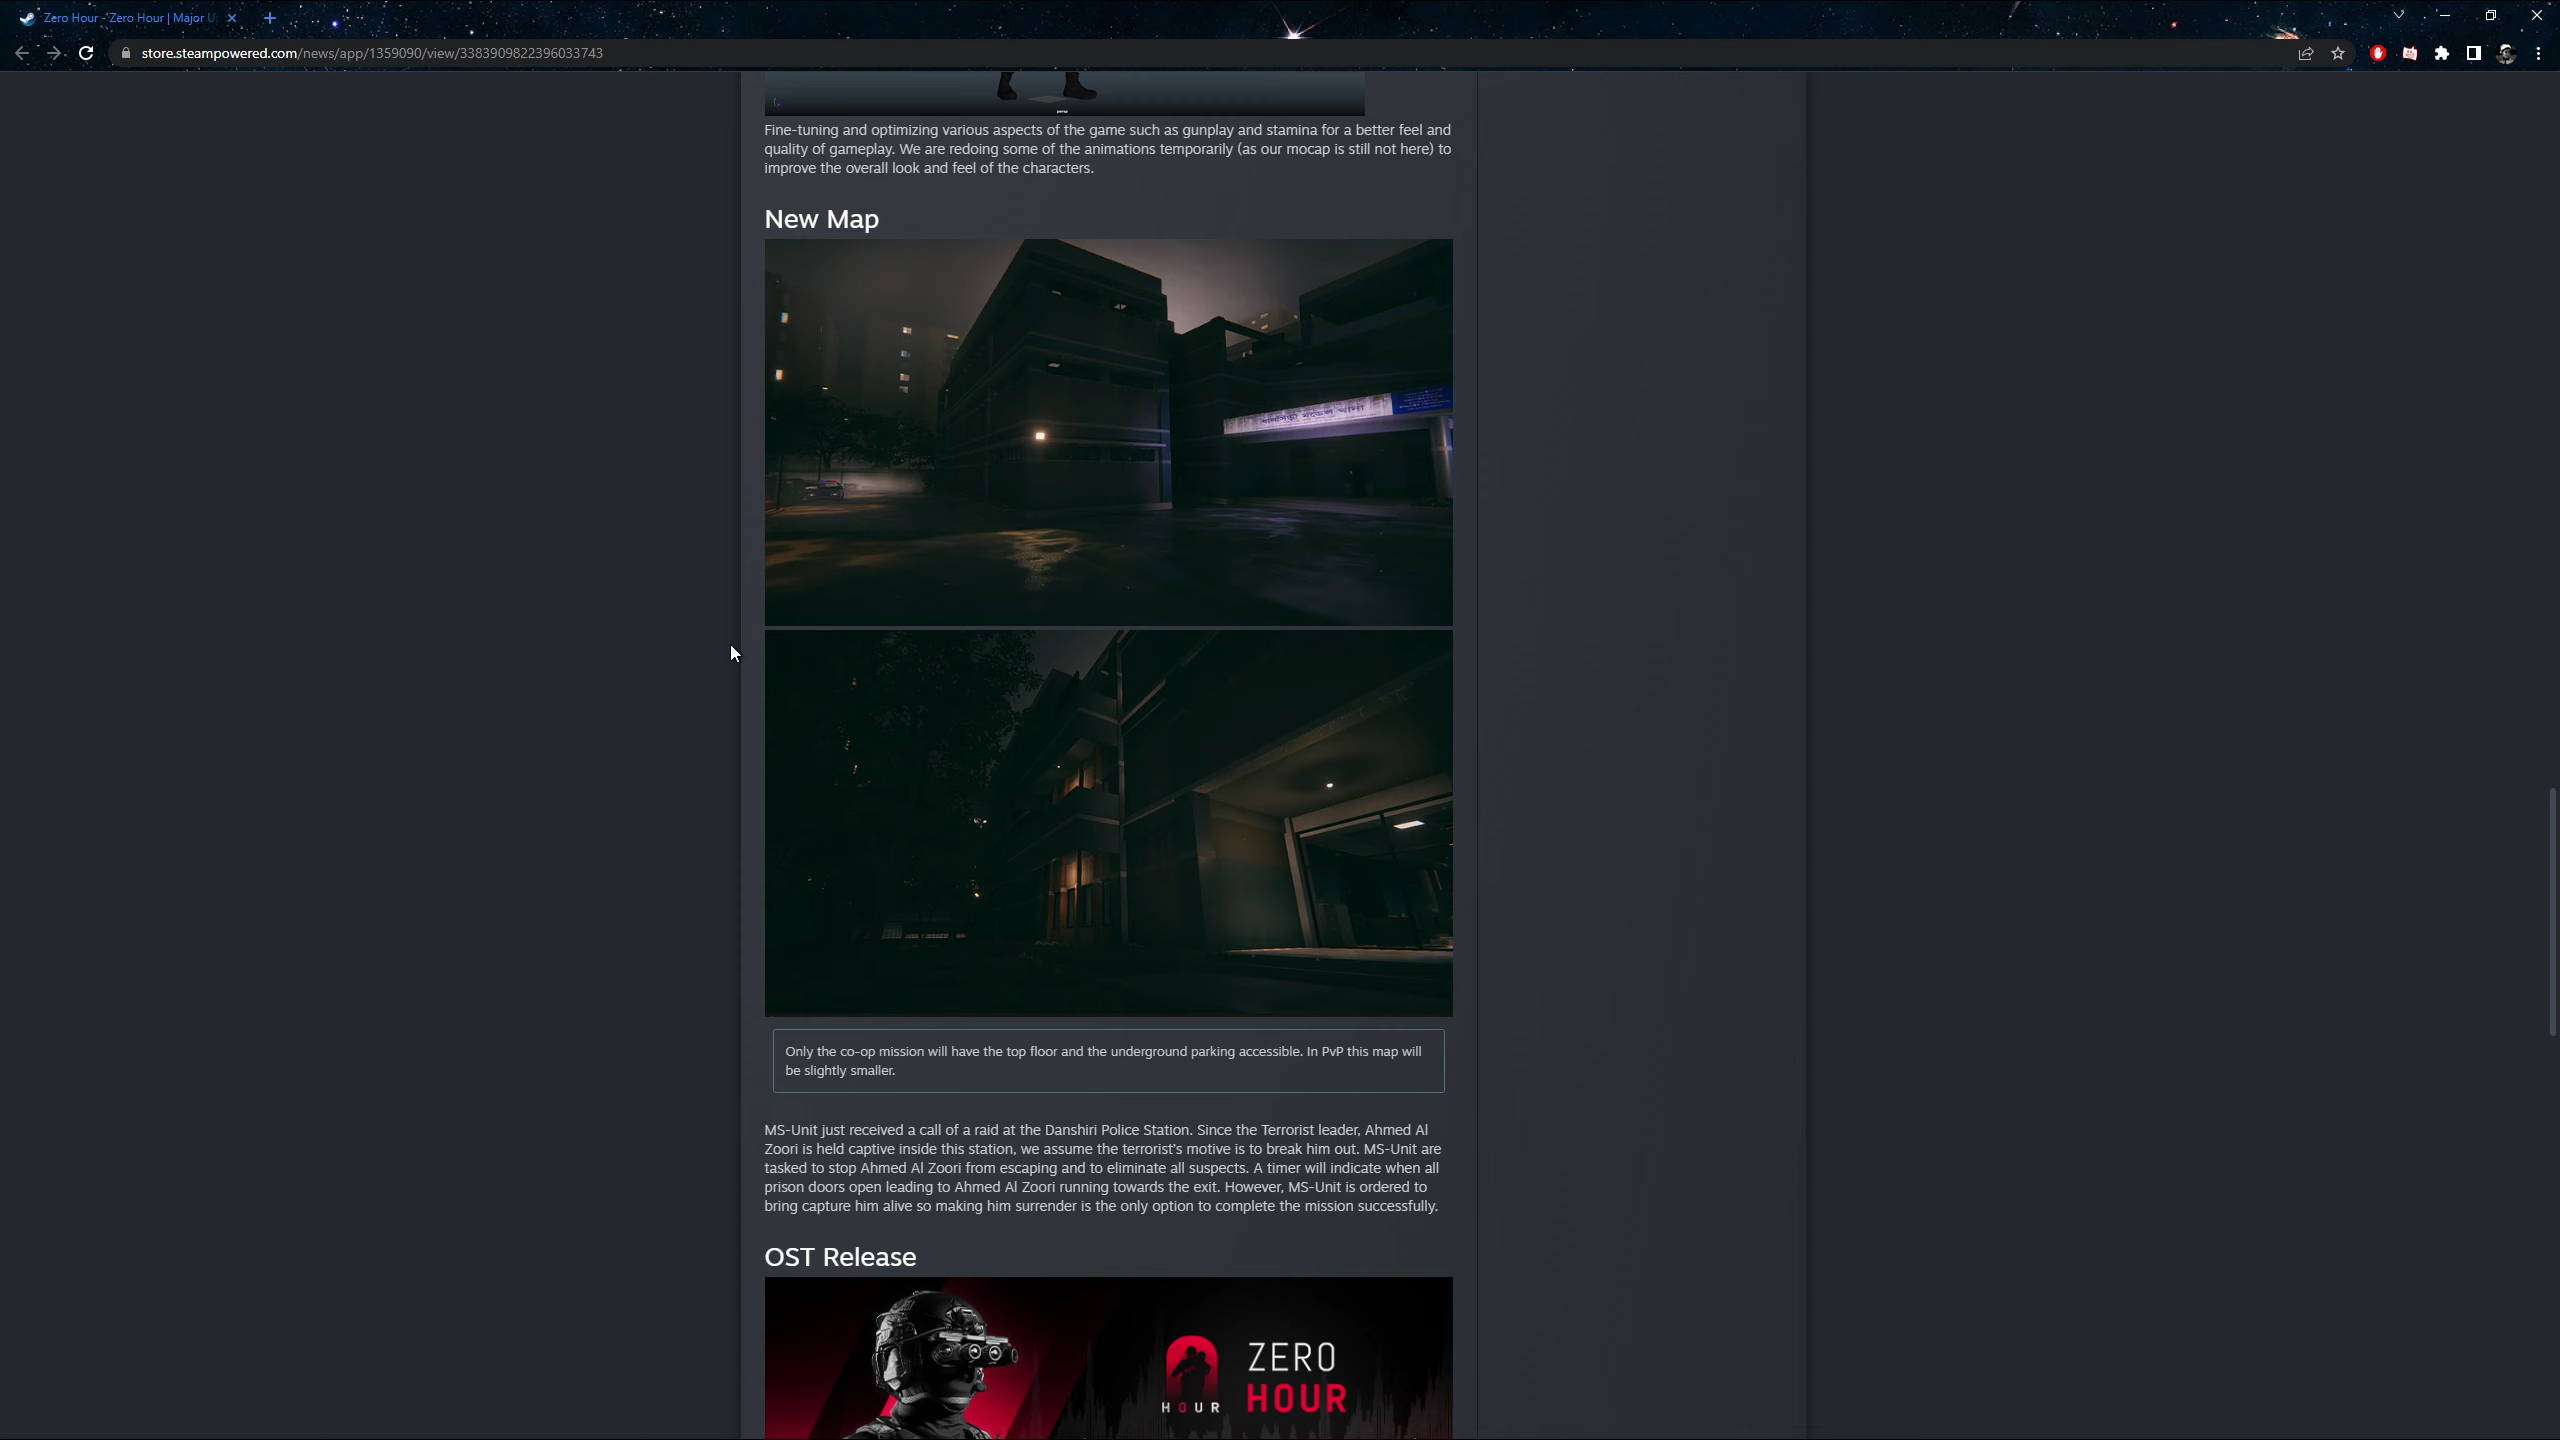 Zero Hour - Zero Hour | Major U
store.steampowered.com/news/app/1359090/view/3383909822396033743
persp
Fine-tuning and optimizing various aspects of the game such as gunplay and stamina for a better feel and
quality of gameplay. We are redoing some of the animations temporarily (as our mocap is still not here) to
improve the overall look and feel of the characters.
New Map
ধানসিঁড়ি মডেল থানা
Only the co-op mission will have the top floor and the underground parking accessible. In PvP this map will
be slightly smaller.
MS-Unit just received a call of a raid at the Danshiri Police Station. Since the Terrorist leader, Ahmed Al
Zoori is held captive inside this station, we assume the terrorist's motive is to break him out. MS-Unit are
tasked to stop Ahmed Al Zoori from escaping and to eliminate all suspects. A timer will indicate when all
prison doors open leading to Ahmed Al Zoori running towards the exit. However, MS-Unit is ordered to
bring capture him alive so making him surrender is the only option to complete the mission successfully.
OST Release
HOUR
ZERO
HOUR